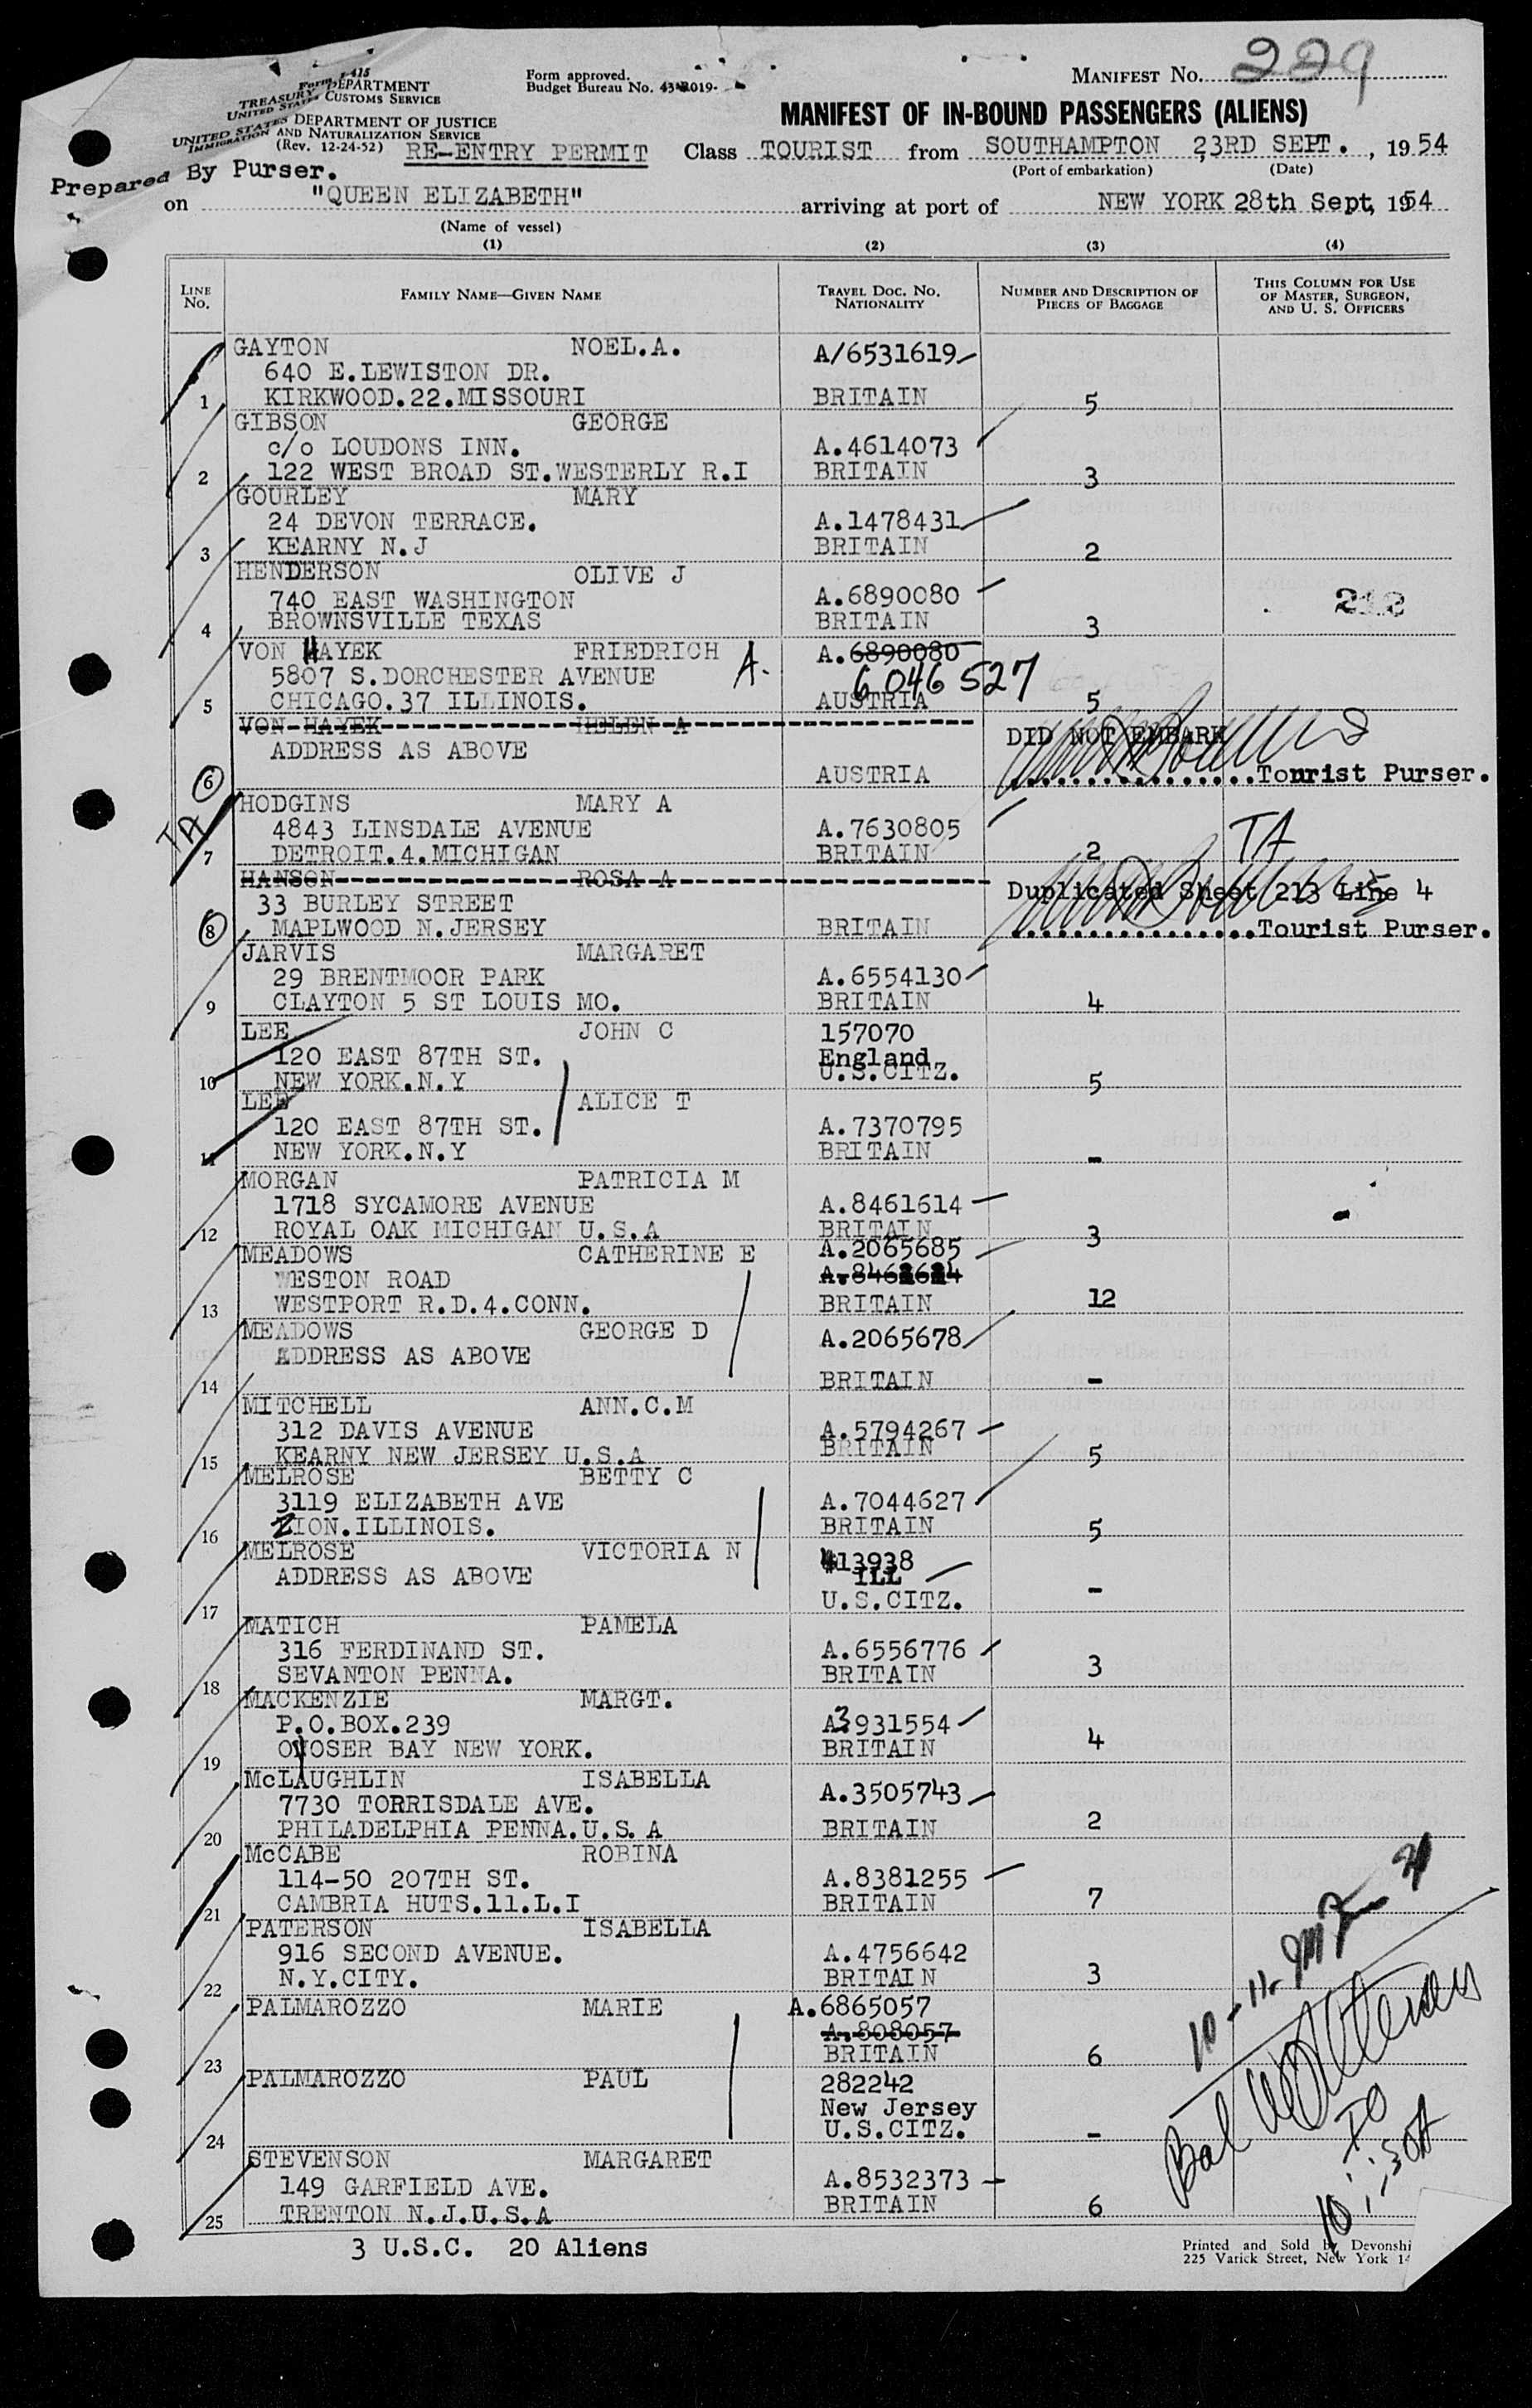 Form I-415
TREASURY DEPARTMENT
UNITED STATES CUSTOMS SERVICE
UNITED STATES DEPARTMENT OF JUSTICE
IMMIGRATION AND NATURALIZATION SERVICE
(Rev. 12-24-52)
Form approved.
Budget Bureau No. 43-R019-
MANIFEST No. 229
MANIFEST OF IN-BOUND PASSENGERS (ALIENS)
RE-ENTRY PERMIT Class TOURIST from SOUTHAMPTON 23RD SEPT., 1954
(Port of embarkation) (Date)
Prepared By Purser.
on "QUEEN ELIZABETH" arriving at port of NEW YORK 28th Sept, 1954
(Name of vessel)
(1) (2) (3) (4)
LINE No. FAMILY NAME—GIVEN NAME TRAVEL DOC. NO. NATIONALITY NUMBER AND DESCRIPTION OF PIECES OF BAGGAGE THIS COLUMN FOR USE OF MASTER, SURGEON, AND U. S. OFFICERS
GAYTON NOEL.A. A/6531619
640 E.LEWISTON DR.
1 KIRKWOOD.22.MISSOURI BRITAIN 5
GIBSON GEORGE
c/o LOUDONS INN. A.4614073
2 122 WEST BROAD ST.WESTERLY R.I BRITAIN 3
GOURLEY MARY
24 DEVON TERRACE. A.1478431
3 KEARNY N.J BRITAIN 2
HENDERSON OLIVE J
740 EAST WASHINGTON A.6890080 212
4 BROWNSVILLE TEXAS BRITAIN 3
VON HAYEK FRIEDRICH A. A.6890080
5807 S.DORCHESTER AVENUE 6 046 527
5 CHICAGO.37 ILLINOIS. AUSTRIA 5
VON HAYEK HELEN A DID NOT EMBARK
ADDRESS AS ABOVE
6 AUSTRIA Tourist Purser.
HODGINS MARY A
TA 4843 LINSDALE AVENUE A.7630805 TA
7 DETROIT.4.MICHIGAN BRITAIN 2
HANSON ROSA A Duplicated Sheet 213 Line 4
33 BURLEY STREET
8 MAPLWOOD N.JERSEY BRITAIN Tourist Purser.
JARVIS MARGARET
29 BRENTMOOR PARK A.6554130
9 CLAYTON 5 ST LOUIS MO. BRITAIN 4
LEE JOHN C 157070
120 EAST 87TH ST. England
10 NEW YORK.N.Y U.S.CITZ. 5
LEE ALICE T
120 EAST 87TH ST. A.7370795
11 NEW YORK.N.Y BRITAIN -
MORGAN PATRICIA M
1718 SYCAMORE AVENUE A.8461614
12 ROYAL OAK MICHIGAN U.S.A BRITAIN 3
MEADOWS CATHERINE E A.2065685
WESTON ROAD
13 WESTPORT R.D.4.CONN. BRITAIN 12
MEADOWS GEORGE D A.2065678
ADDRESS AS ABOVE
14 BRITAIN -
MITCHELL ANN.C.M
312 DAVIS AVENUE A.5794267
15 KEARNY NEW JERSEY U.S.A BRITAIN 5
MELROSE BETTY C
3119 ELIZABETH AVE A.7044627
16 ZION.ILLINOIS. BRITAIN 5
MELROSE VICTORIA N 413938
ADDRESS AS ABOVE ILL
17 U.S.CITZ. -
MATICH PAMELA
316 FERDINAND ST. A.6556776
18 SEVANTON PENNA. BRITAIN 3
MACKENZIE MARGT.
P.O.BOX.239 A3931554
19 OYOSER BAY NEW YORK. BRITAIN 4
McLAUGHLIN ISABELLA A.3505743
7730 TORRISDALE AVE.
20 PHILADELPHIA PENNA.U.S.A BRITAIN 2
McCABE ROBINA
114-50 207TH ST. A.8381255
21 CAMBRIA HUTS.11.L.I BRITAIN 7
PATERSON ISABELLA
916 SECOND AVENUE. A.4756642
22 N.Y.CITY. BRITAIN 3
PALMAROZZO MARIE A.6865057
A.808057
23 BRITAIN 6
PALMAROZZO PAUL 282242
New Jersey
24 U.S.CITZ. -
STEVENSON MARGARET
149 GARFIELD AVE. A.8532373
25 TRENTON N.J.U.S.A BRITAIN 6
3 U.S.C. 20 Aliens
Printed and Sold by Devonshi
225 Varick Street, New York 14